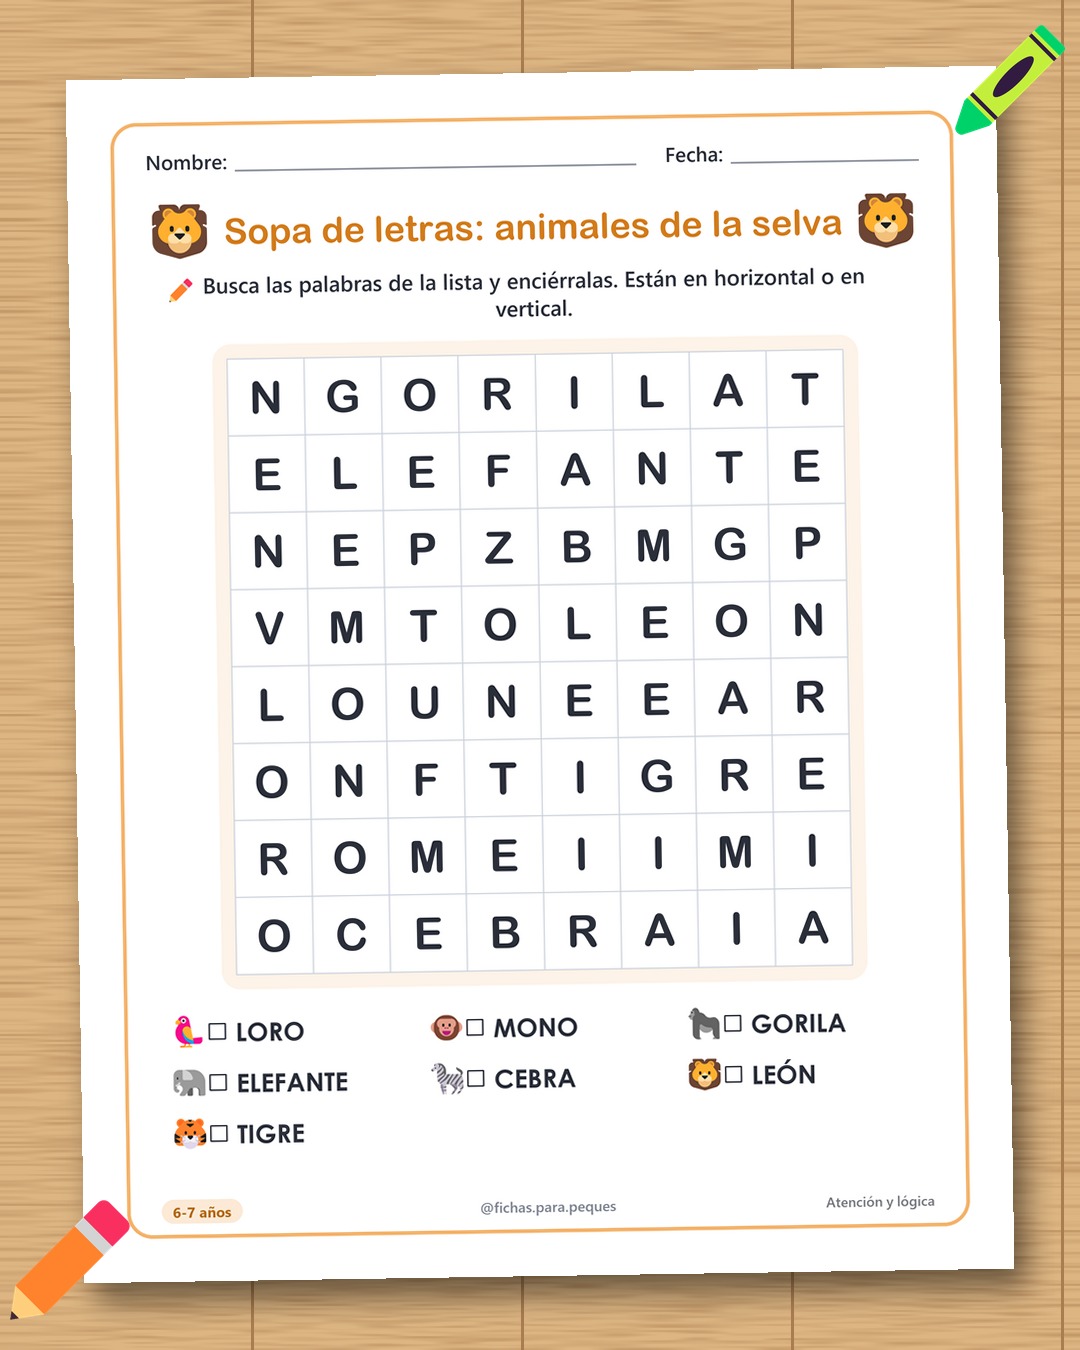 Nombre: Fecha:
Sopa de letras: animales de la selva
Busca las palabras de la lista y enciérralas. Están en horizontal o en
vertical.
N G O R I L A T
E L E F A N T E
N E P Z B M G P
V M T O L E O N
L O U N E E A R
O N F T I G R E
R O M E I I M I
O C E B R A I A
LORO MONO GORILA
ELEFANTE CEBRA LEÓN
TIGRE
6-7 años @fichas.para.peques Atención y lógica